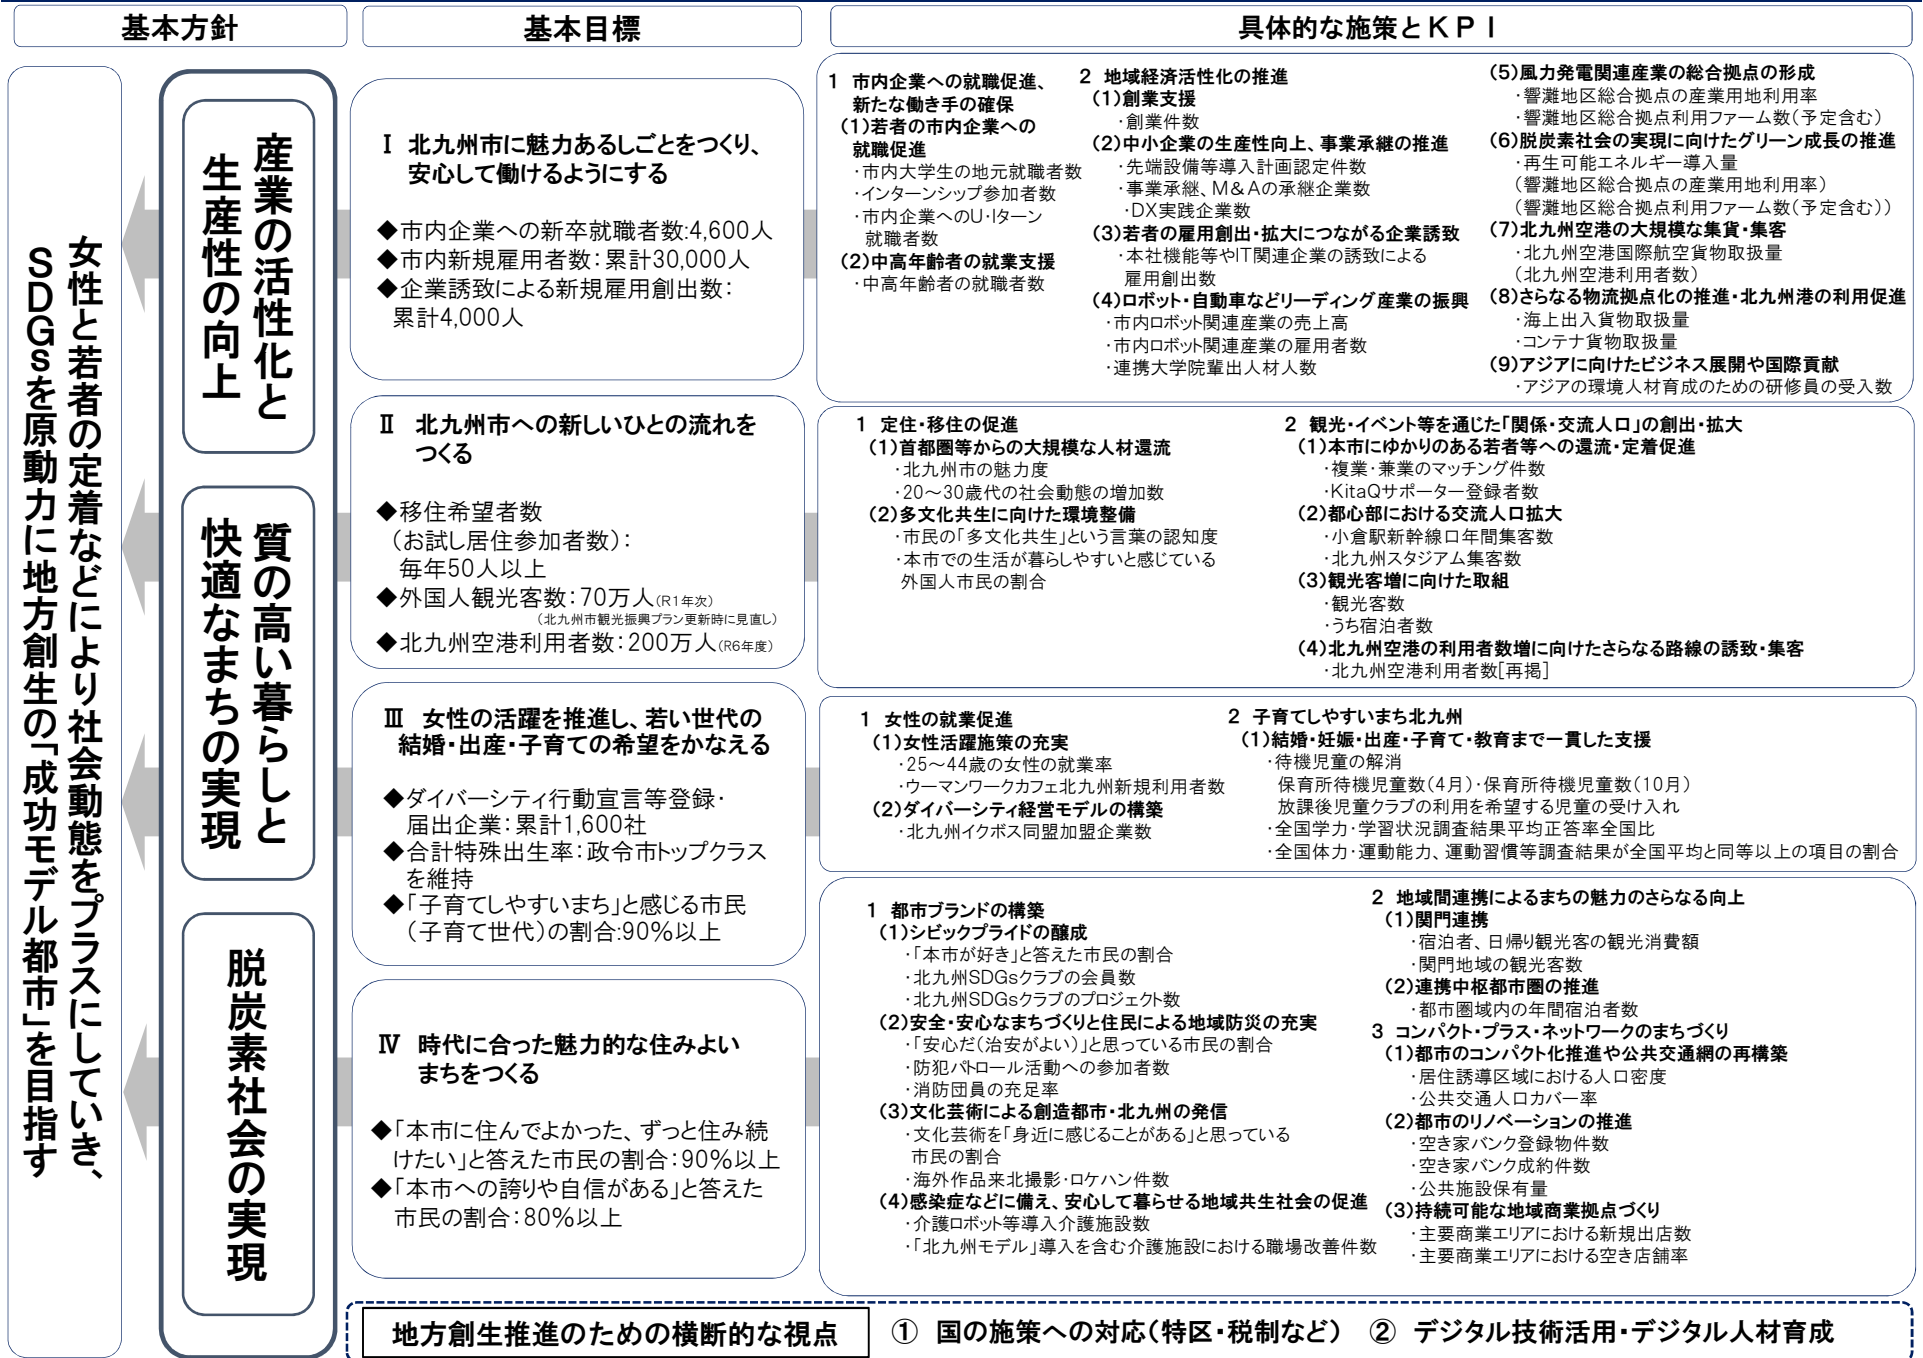 基本方針
基本目標
具体的な施策とＫＰＩ
女性と若者の定着などにより社会動態をプラスにしていき、
ＳＤＧｓを原動力に地方創生の「成功モデル都市」を目指す
産業の活性化と
生産性の向上
質の高い暮らしと
快適なまちの実現
脱炭素社会の実現
Ⅰ 北九州市に魅力あるしごとをつくり、
安心して働けるようにする
◆市内企業への新卒就職者数:4,600人
◆市内新規雇用者数：累計30,000人
◆企業誘致による新規雇用創出数：
累計4,000人
1 市内企業への就職促進、
新たな働き手の確保
(1)若者の市内企業への
就職促進
・市内大学生の地元就職者数
・インターンシップ参加者数
・市内企業へのU・Iターン
就職者数
(2)中高年齢者の就業支援
・中高年齢者の就職者数
2 地域経済活性化の推進
(1)創業支援
・創業件数
(2)中小企業の生産性向上、事業承継の推進
・先端設備等導入計画認定件数
・事業承継、M＆Aの承継企業数
・DX実践企業数
(3)若者の雇用創出・拡大につながる企業誘致
・本社機能等やIT関連企業の誘致による
雇用創出数
(4)ロボット・自動車などリーディング産業の振興
・市内ロボット関連産業の売上高
・市内ロボット関連産業の雇用者数
・連携大学院輩出人材人数
(5)風力発電関連産業の総合拠点の形成
・響灘地区総合拠点の産業用地利用率
・響灘地区総合拠点利用ファーム数(予定含む)
(6)脱炭素社会の実現に向けたグリーン成長の推進
・再生可能エネルギー導入量
(響灘地区総合拠点の産業用地利用率)
(響灘地区総合拠点利用ファーム数(予定含む))
(7)北九州空港の大規模な集貨・集客
・北九州空港国際航空貨物取扱量
(北九州空港利用者数)
(8)さらなる物流拠点化の推進・北九州港の利用促進
・海上出入貨物取扱量
・コンテナ貨物取扱量
(9)アジアに向けたビジネス展開や国際貢献
・アジアの環境人材育成のための研修員の受入数
Ⅱ 北九州市への新しいひとの流れを
つくる
◆移住希望者数
（お試し居住参加者数）：
毎年50人以上
◆外国人観光客数：70万人(R1年次)
(北九州市観光振興プラン更新時に見直し)
◆北九州空港利用者数：200万人(R6年度)
1 定住・移住の促進
(1)首都圏等からの大規模な人材還流
・北九州市の魅力度
・20～30歳代の社会動態の増加数
(2)多文化共生に向けた環境整備
・市民の「多文化共生」という言葉の認知度
・本市での生活が暮らしやすいと感じている
外国人市民の割合
2 観光・イベント等を通じた「関係・交流人口」の創出・拡大
(1)本市にゆかりのある若者等への還流・定着促進
・複業・兼業のマッチング件数
・KitaQサポーター登録者数
(2)都心部における交流人口拡大
・小倉駅新幹線口年間集客数
・北九州スタジアム集客数
(3)観光客増に向けた取組
・観光客数
・うち宿泊者数
(4)北九州空港の利用者数増に向けたさらなる路線の誘致・集客
・北九州空港利用者数[再掲]
Ⅲ 女性の活躍を推進し、若い世代の
結婚・出産・子育ての希望をかなえる
◆ダイバーシティ行動宣言等登録・
届出企業：累計1,600社
◆合計特殊出生率：政令市トップクラス
を維持
◆「子育てしやすいまち」と感じる市民
（子育て世代）の割合:90％以上
1 女性の就業促進
(1)女性活躍施策の充実
・25～44歳の女性の就業率
・ウーマンワークカフェ北九州新規利用者数
(2)ダイバーシティ経営モデルの構築
・北九州イクボス同盟加盟企業数
2 子育てしやすいまち北九州
(1)結婚・妊娠・出産・子育て・教育まで一貫した支援
・待機児童の解消
保育所待機児童数(4月)・保育所待機児童数(10月)
放課後児童クラブの利用を希望する児童の受け入れ
・全国学力・学習状況調査結果平均正答率全国比
・全国体力・運動能力、運動習慣等調査結果が全国平均と同等以上の項目の割合
Ⅳ 時代に合った魅力的な住みよい
まちをつくる
◆「本市に住んでよかった、ずっと住み続
けたい」と答えた市民の割合：90％以上
◆「本市への誇りや自信がある」と答えた
市民の割合：80％以上
1 都市ブランドの構築
(1)シビックプライドの醸成
・「本市が好き」と答えた市民の割合
・北九州SDGsクラブの会員数
・北九州SDGsクラブのプロジェクト数
(2)安全・安心なまちづくりと住民による地域防災の充実
・「安心だ(治安がよい)」と思っている市民の割合
・防犯パトロール活動への参加者数
・消防団員の充足率
(3)文化芸術による創造都市・北九州の発信
・文化芸術を「身近に感じることがある」と思っている
市民の割合
・海外作品来北撮影・ロケハン件数
(4)感染症などに備え、安心して暮らせる地域共生社会の促進
・介護ロボット等導入介護施設数
・「北九州モデル」導入を含む介護施設における職場改善件数
2 地域間連携によるまちの魅力のさらなる向上
(1)関門連携
・宿泊者、日帰り観光客の観光消費額
・関門地域の観光客数
(2)連携中枢都市圏の推進
・都市圏域内の年間宿泊者数
3 コンパクト・プラス・ネットワークのまちづくり
(1)都市のコンパクト化推進や公共交通網の再構築
・居住誘導区域における人口密度
・公共交通人口カバー率
(2)都市のリノベーションの推進
・空き家バンク登録物件数
・空き家バンク成約件数
・公共施設保有量
(3)持続可能な地域商業拠点づくり
・主要商業エリアにおける新規出店数
・主要商業エリアにおける空き店舗率
地方創生推進のための横断的な視点
① 国の施策への対応(特区・税制など) ② デジタル技術活用・デジタル人材育成